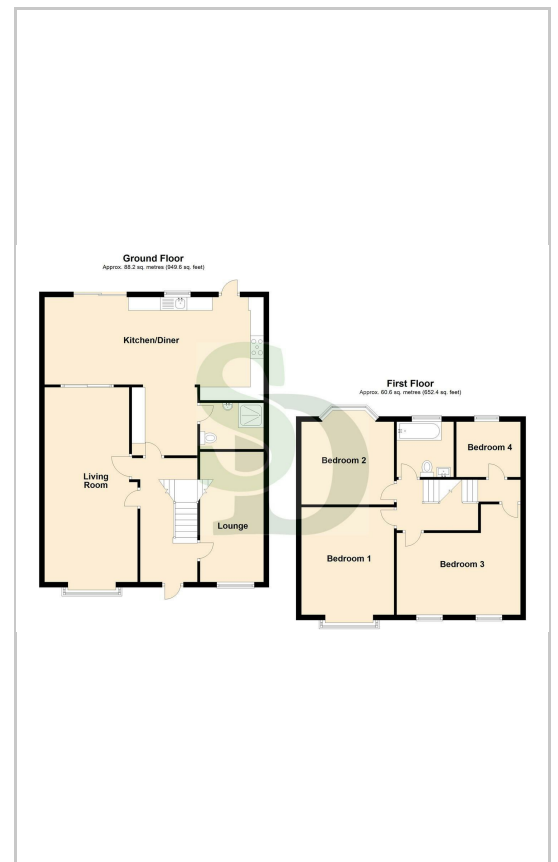 Ground Floor
Approx. 88.2 sq. metres (949.6 sq. feet)
Kitchen/Diner
Living
Room
Lounge
First Floor
Approx. 60.6 sq. metres (652.4 sq. feet)
Bedroom 2
Bedroom 4
Bedroom 1
Bedroom 3
SD